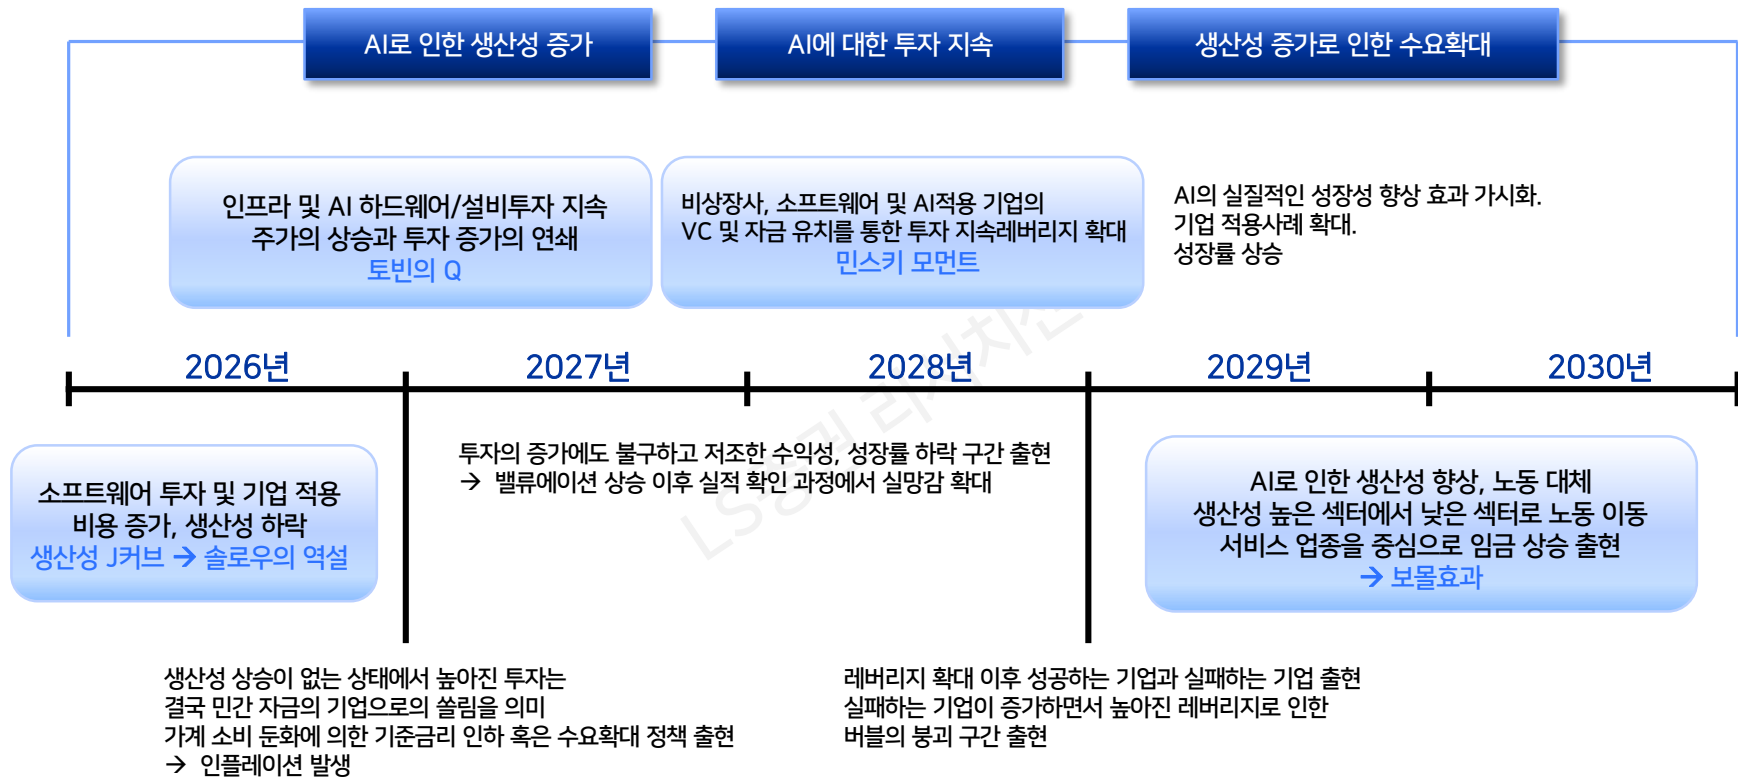 AI로 인한 생산성 증가
AI에 대한 투자 지속
생산성 증가로 인한 수요확대
인프라 및 AI 하드웨어/설비투자 지속
주가의 상승과 투자 증가의 연쇄
토빈의 Q
비상장사, 소프트웨어 및 AI적용 기업의
VC 및 자금 유치를 통한 투자 지속레버리지 확대
민스키 모먼트
AI의 실질적인 성장성 향상 효과 가시화.
기업 적용사례 확대.
성장률 상승
2026년
2027년
2028년
2029년
2030년
소프트웨어 투자 및 기업 적용
비용 증가, 생산성 하락
생산성 J커브 → 솔로우의 역설
투자의 증가에도 불구하고 저조한 수익성, 성장률 하락 구간 출현
→ 밸류에이션 상승 이후 실적 확인 과정에서 실망감 확대
AI로 인한 생산성 향상, 노동 대체
생산성 높은 섹터에서 낮은 섹터로 노동 이동
서비스 업종을 중심으로 임금 상승 출현
→ 보몰효과
생산성 상승이 없는 상태에서 높아진 투자는
결국 민간 자금의 기업으로의 쏠림을 의미
가계 소비 둔화에 의한 기준금리 인하 혹은 수요확대 정책 출현
→ 인플레이션 발생
레버리지 확대 이후 성공하는 기업과 실패하는 기업 출현
실패하는 기업이 증가하면서 높아진 레버리지로 인한
버블의 붕괴 구간 출현
LS증권